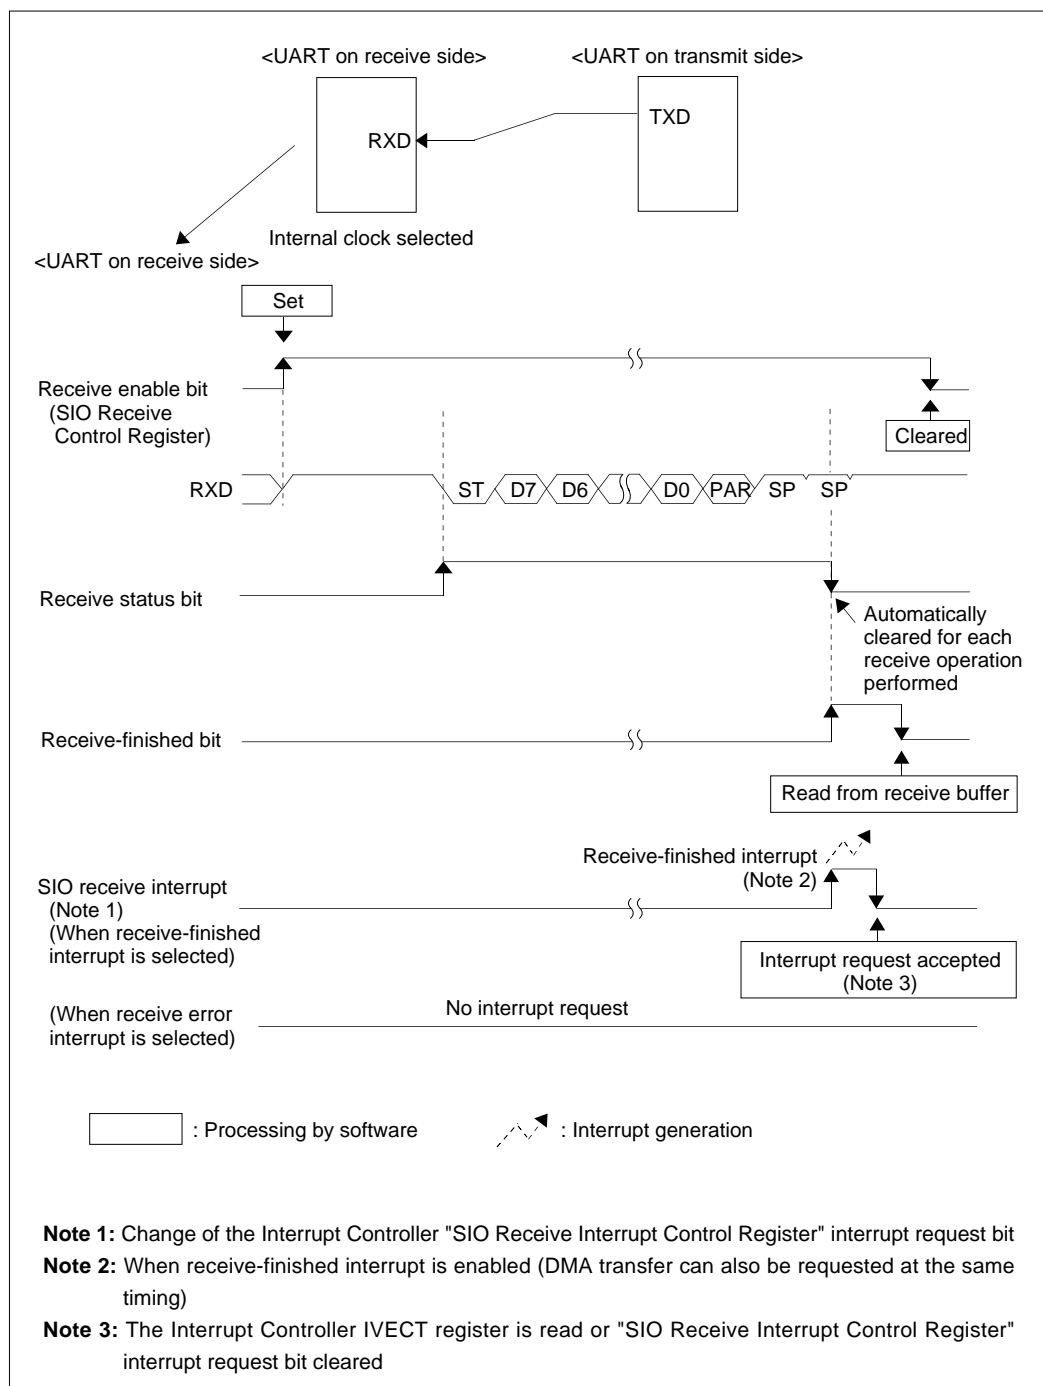 <UART on receive side>
<UART on transmit side>
TXD
RXD
Internal clock selected
<UART on receive side>
Set
Receive enable bit
(SIO Receive
Control Register)
Cleared
RXD
ST D7 D6 D0 PAR SP SP
Receive status bit
Automatically
cleared for each
receive operation
performed
Receive-finished bit
Read from receive buffer
Receive-finished interrupt
(Note 2)
SIO receive interrupt
(Note 1)
(When receive-finished
interrupt is selected)
Interrupt request accepted
(Note 3)
(When receive error
interrupt is selected)
No interrupt request
: Processing by software
: Interrupt generation
Note 1: Change of the Interrupt Controller "SIO Receive Interrupt Control Register" interrupt request bit
Note 2: When receive-finished interrupt is enabled (DMA transfer can also be requested at the same
timing)
Note 3: The Interrupt Controller IVECT register is read or "SIO Receive Interrupt Control Register"
interrupt request bit cleared